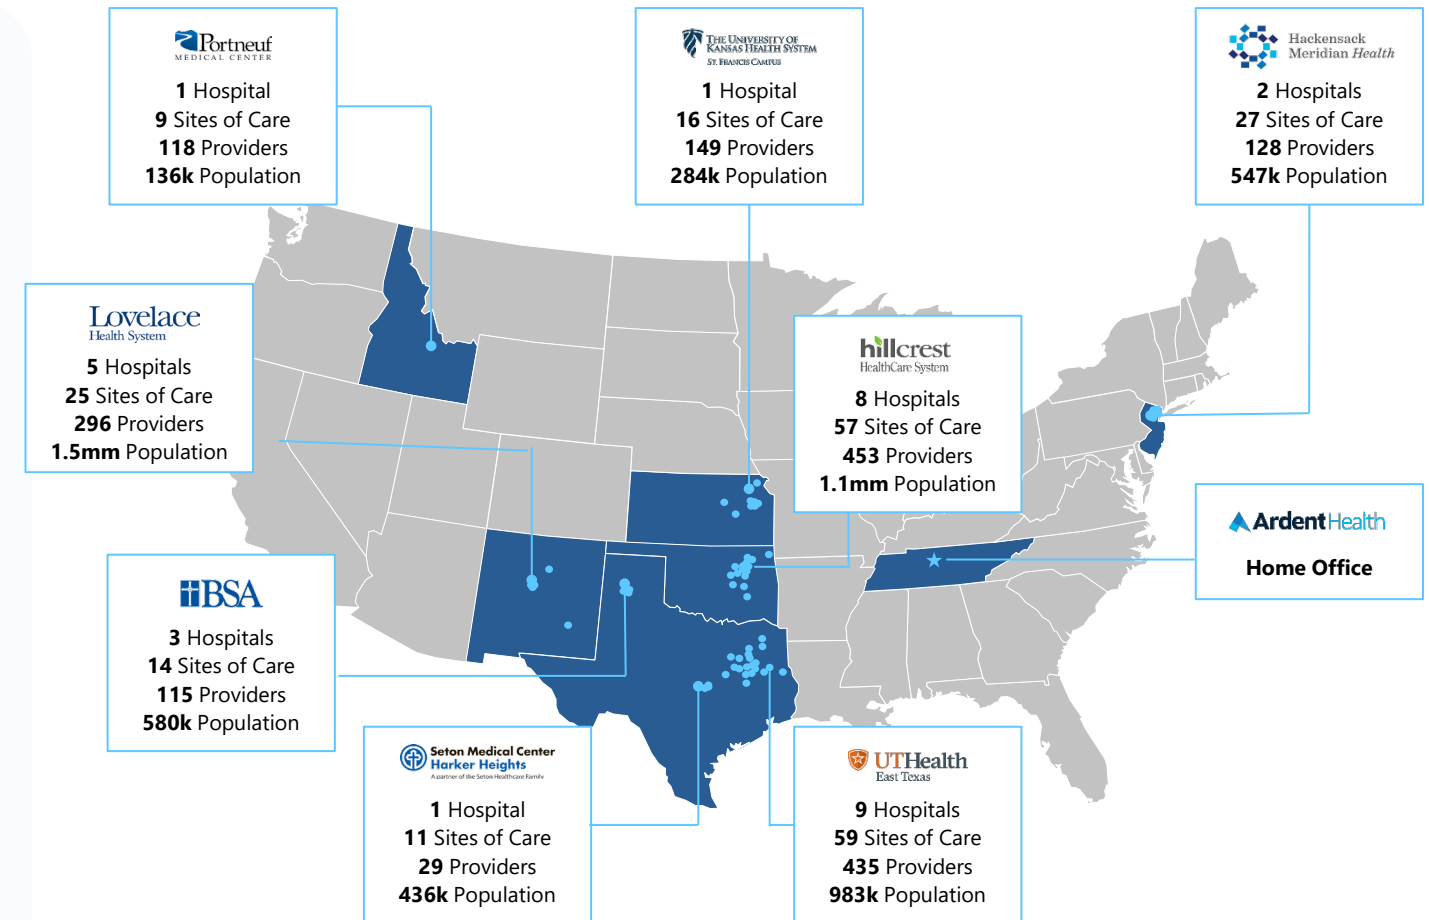 Portneuf
MEDICAL CENTER
1 Hospital
9 Sites of Care
118 Providers
136k Population
THE UNIVERSITY OF
KANSAS HEALTH SYSTEM
ST. FRANCIS CAMPUS
1 Hospital
16 Sites of Care
149 Providers
284k Population
Hackensack
Meridian Health
2 Hospitals
27 Sites of Care
128 Providers
547k Population
Lovelace
Health System
5 Hospitals
25 Sites of Care
296 Providers
1.5mm Population
hillcrest
HealthCare System
8 Hospitals
57 Sites of Care
453 Providers
1.1mm Population
ArdentHealth
Home Office
BSA
3 Hospitals
14 Sites of Care
115 Providers
580k Population
Seton Medical Center
Harker Heights
A partner of the Seton Healthcare Family
1 Hospital
11 Sites of Care
29 Providers
436k Population
UTHealth
East Texas
9 Hospitals
59 Sites of Care
435 Providers
983k Population